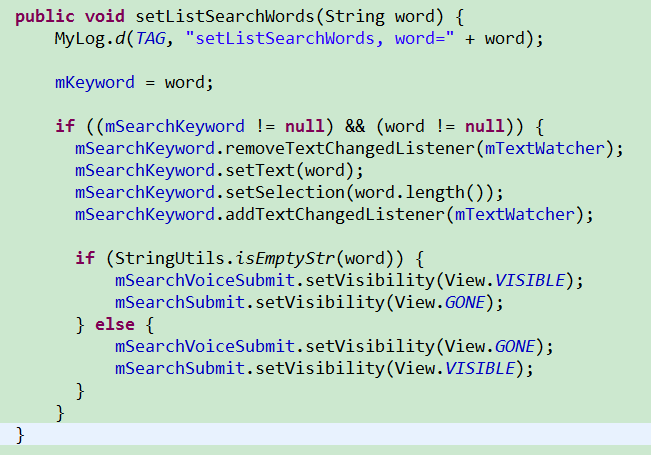 public void setListSearchWords(String word) {
MyLog.d(TAG, "setListSearchWords, word=" + word);
mKeyword = word;
if ((mSearchKeyword != null) && (word != null)) {
mSearchKeyword.removeTextChangedListener(mTextWatcher);
mSearchKeyword.setText(word);
mSearchKeyword.setSelection(word.length());
mSearchKeyword.addTextChangedListener(mTextWatcher);
if (StringUtils.isEmptyStr(word)) {
mSearchVoiceSubmit.setVisibility(View.VISIBLE);
mSearchSubmit.setVisibility(View.GONE);
} else {
mSearchVoiceSubmit.setVisibility(View.GONE);
mSearchSubmit.setVisibility(View.VISIBLE);
}
}
}